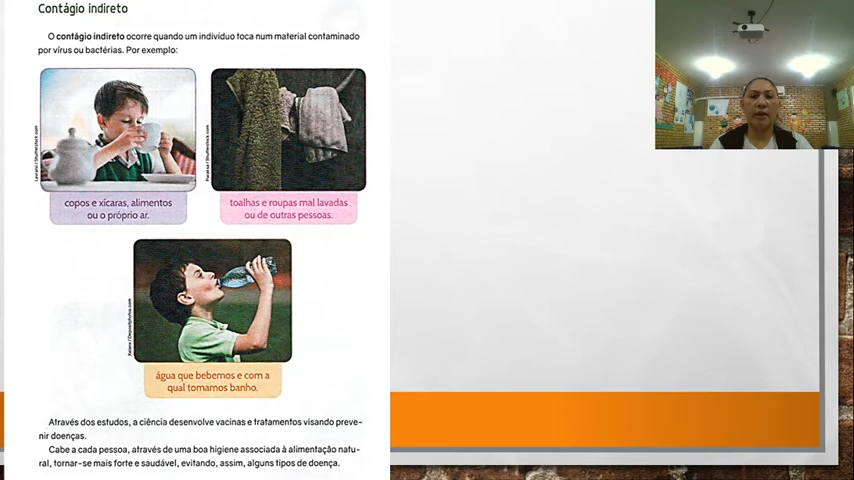 Contágio indireto
O contágio indireto ocorre quando um indivíduo toca num material contaminado
por vírus ou bactérias. Por exemplo:
copos e xícaras, alimentos
ou o próprio ar.
toalhas e roupas mal lavadas
ou de outras pessoas.
água que bebemos e com a
qual tomamos banho.
Através dos estudos, a ciência desenvolve vacinas e tratamentos visando preve-
nir doenças.
Cabe a cada pessoa, através de uma boa higiene associada à alimentação natu-
ral, tornar-se mais forte e saudável, evitando, assim, alguns tipos de doença.